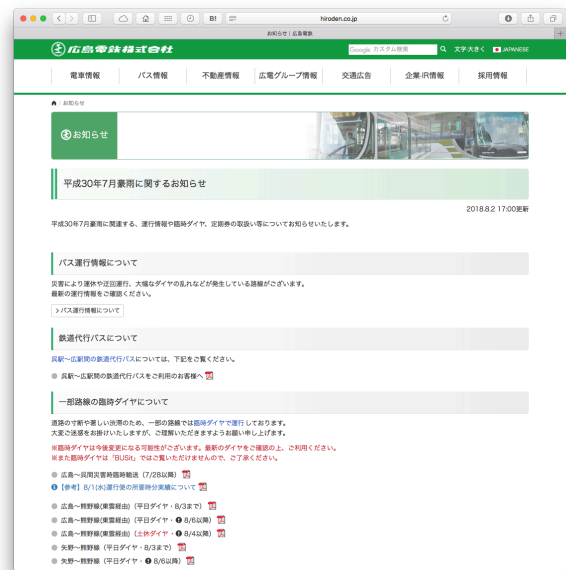 B!
hiroden.co.jp
お知らせ | 広島電鉄
広島電鉄株式会社
Google カスタム検索
文字大きく
JAPANESE
電車情報
バス情報
不動産情報
広電グループ情報
交通広告
企業・IR情報
採用情報
/ お知らせ
お知らせ
平成30年7月豪雨に関するお知らせ
2018.8.2 17:00更新
平成30年7月豪雨に関連する、運行情報や臨時ダイヤ、定期券の取扱い等についてお知らせいたします。
バス運行情報について
災害により運休や迂回運行、大幅なダイヤの乱れなどが発生している路線がございます。
最新の運行情報をご確認ください。
バス運行情報について
鉄道代行バスについて
呉駅〜広駅間の鉄道代行バスについては、下記をご覧ください。
呉駅〜広駅間の鉄道代行バスをご利用のお客様へ
一部路線の臨時ダイヤについて
道路の寸断や著しい渋滞のため、一部の路線では臨時ダイヤで運行しております。
大変ご迷惑をお掛けいたしますが、ご理解いただきますようお願い申し上げます。
※臨時ダイヤは今後変更になる可能性がございます。最新のダイヤをご確認の上、ご利用ください。
※また臨時ダイヤは「BUSit」ではご覧いただけませんので、ご了承ください。
広島〜呉間災害時臨時輸送（7/28以降）
【参考】8/1(水)運行便の所要時分実績について
広島〜熊野線(東雲経由)（平日ダイヤ・8/3まで）
広島〜熊野線(東雲経由)（平日ダイヤ・ 8/6以降）
広島〜熊野線(東雲経由)（土休ダイヤ・ 8/4以降）
矢野〜熊野線（平日ダイヤ・8/3まで）
矢野〜熊野線（平日ダイヤ・ 8/6以降）